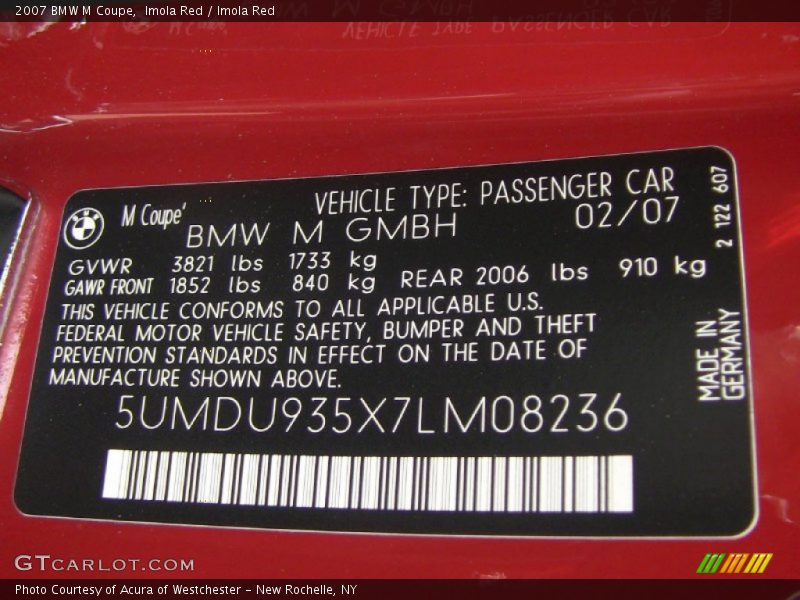 2007 BMW M Coupe,  Imola Red / Imola Red
BMW M Coupe'
VEHICLE TYPE: PASSENGER CAR
BMW M GMBH 02/07
GVWR 3821 lbs 1733 kg
GAWR FRONT 1852 lbs 840 kg REAR 2006 lbs 910 kg
THIS VEHICLE CONFORMS TO ALL APPLICABLE U.S.
FEDERAL MOTOR VEHICLE SAFETY, BUMPER AND THEFT
PREVENTION STANDARDS IN EFFECT ON THE DATE OF
MANUFACTURE SHOWN ABOVE.
5UMDU935X7LM08236
2 122 607
MADE IN
GERMANY
GTCARLOT.COM
Photo Courtesy of Acura of Westchester - New Rochelle, NY